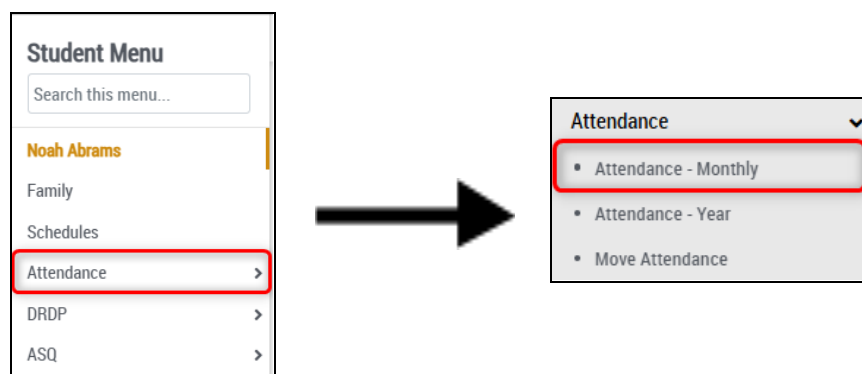 Student Menu
Search this menu...
Noah Abrams
Family
Schedules
Attendance
DRDP
ASQ
Attendance
Attendance - Monthly
Attendance - Year
Move Attendance